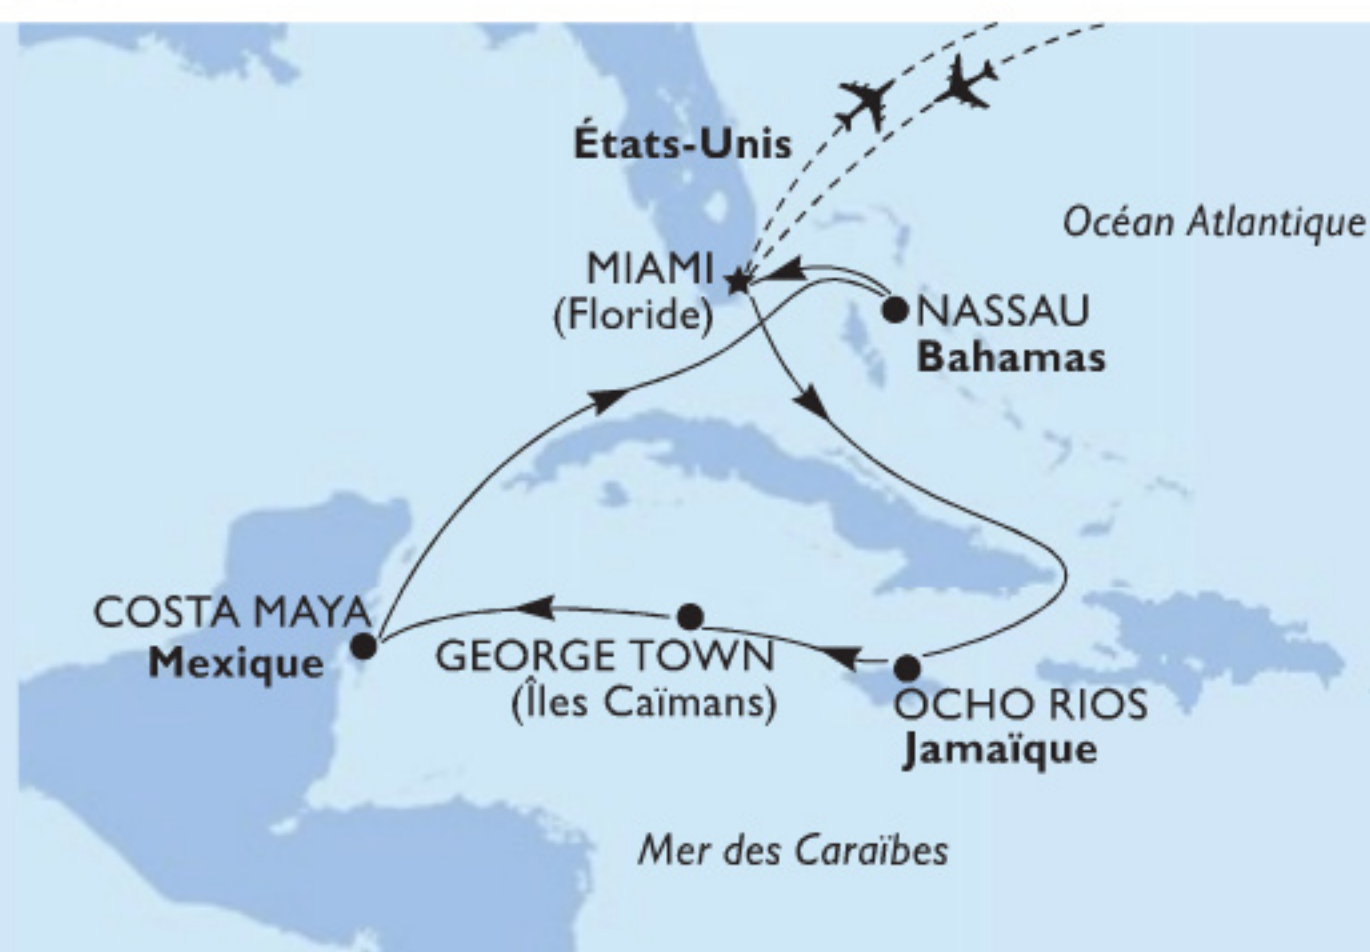 États-Unis
Océan Atlantique
MIAMI
(Floride)
NASSAU
Bahamas
COSTA MAYA
Mexique
GEORGE TOWN
(Îles Caïmans)
OCHO RIOS
Jamaïque
Mer des Caraïbes